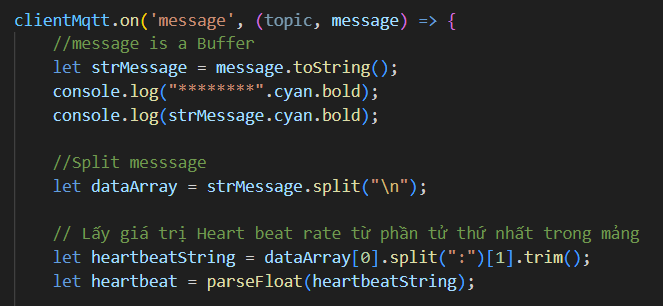 clientMqtt.on('message', (topic, message) => {
//message is a Buffer
let strMessage = message.toString();
console.log("********".cyan.bold);
console.log(strMessage.cyan.bold);
//Split messsage
let dataArray = strMessage.split("\n");
// Lấy giá trị Heart beat rate từ phần tử thứ nhất trong mảng
let heartbeatString = dataArray[0].split(":")[1].trim();
let heartbeat = parseFloat(heartbeatString);